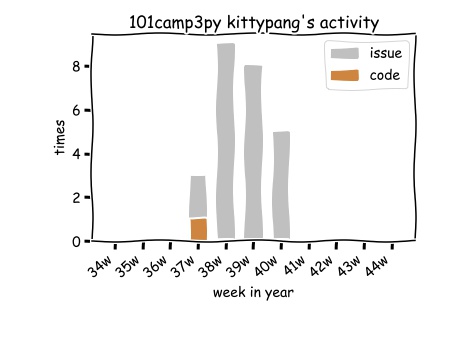 101camp3py kittypang's activity
issue
code
times
8
6
4
2
0
34w 35w 36w 37w 38w 39w 40w 41w 42w 43w 44w
week in year